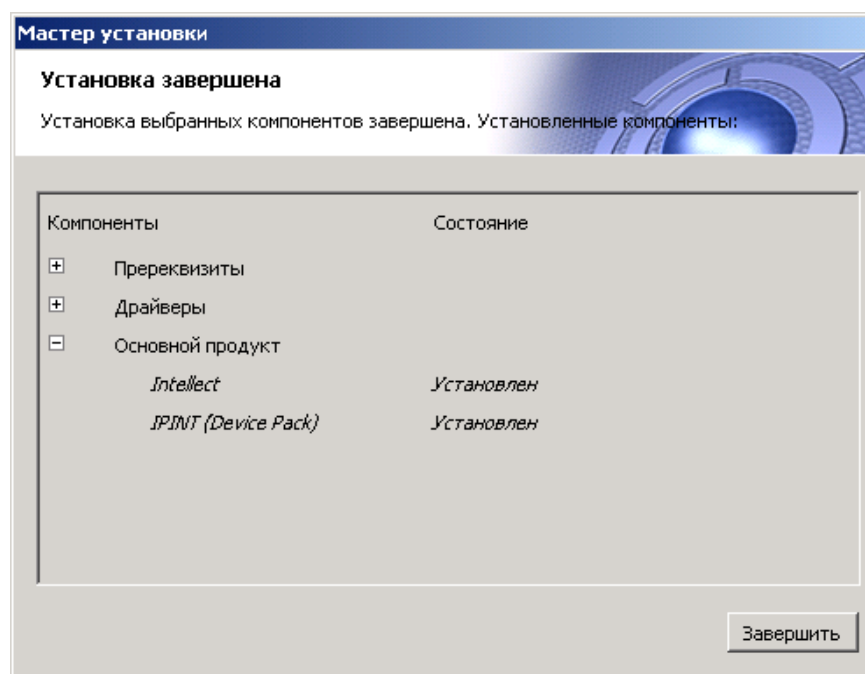 Мастер установки
Установка завершена
Установка выбранных компонентов завершена. Установленные компоненты:
Компоненты Состояние
Пререквизиты
Драйверы
Основной продукт
Intellect Установлен
IPINT (Device Pack) Установлен
Завершить